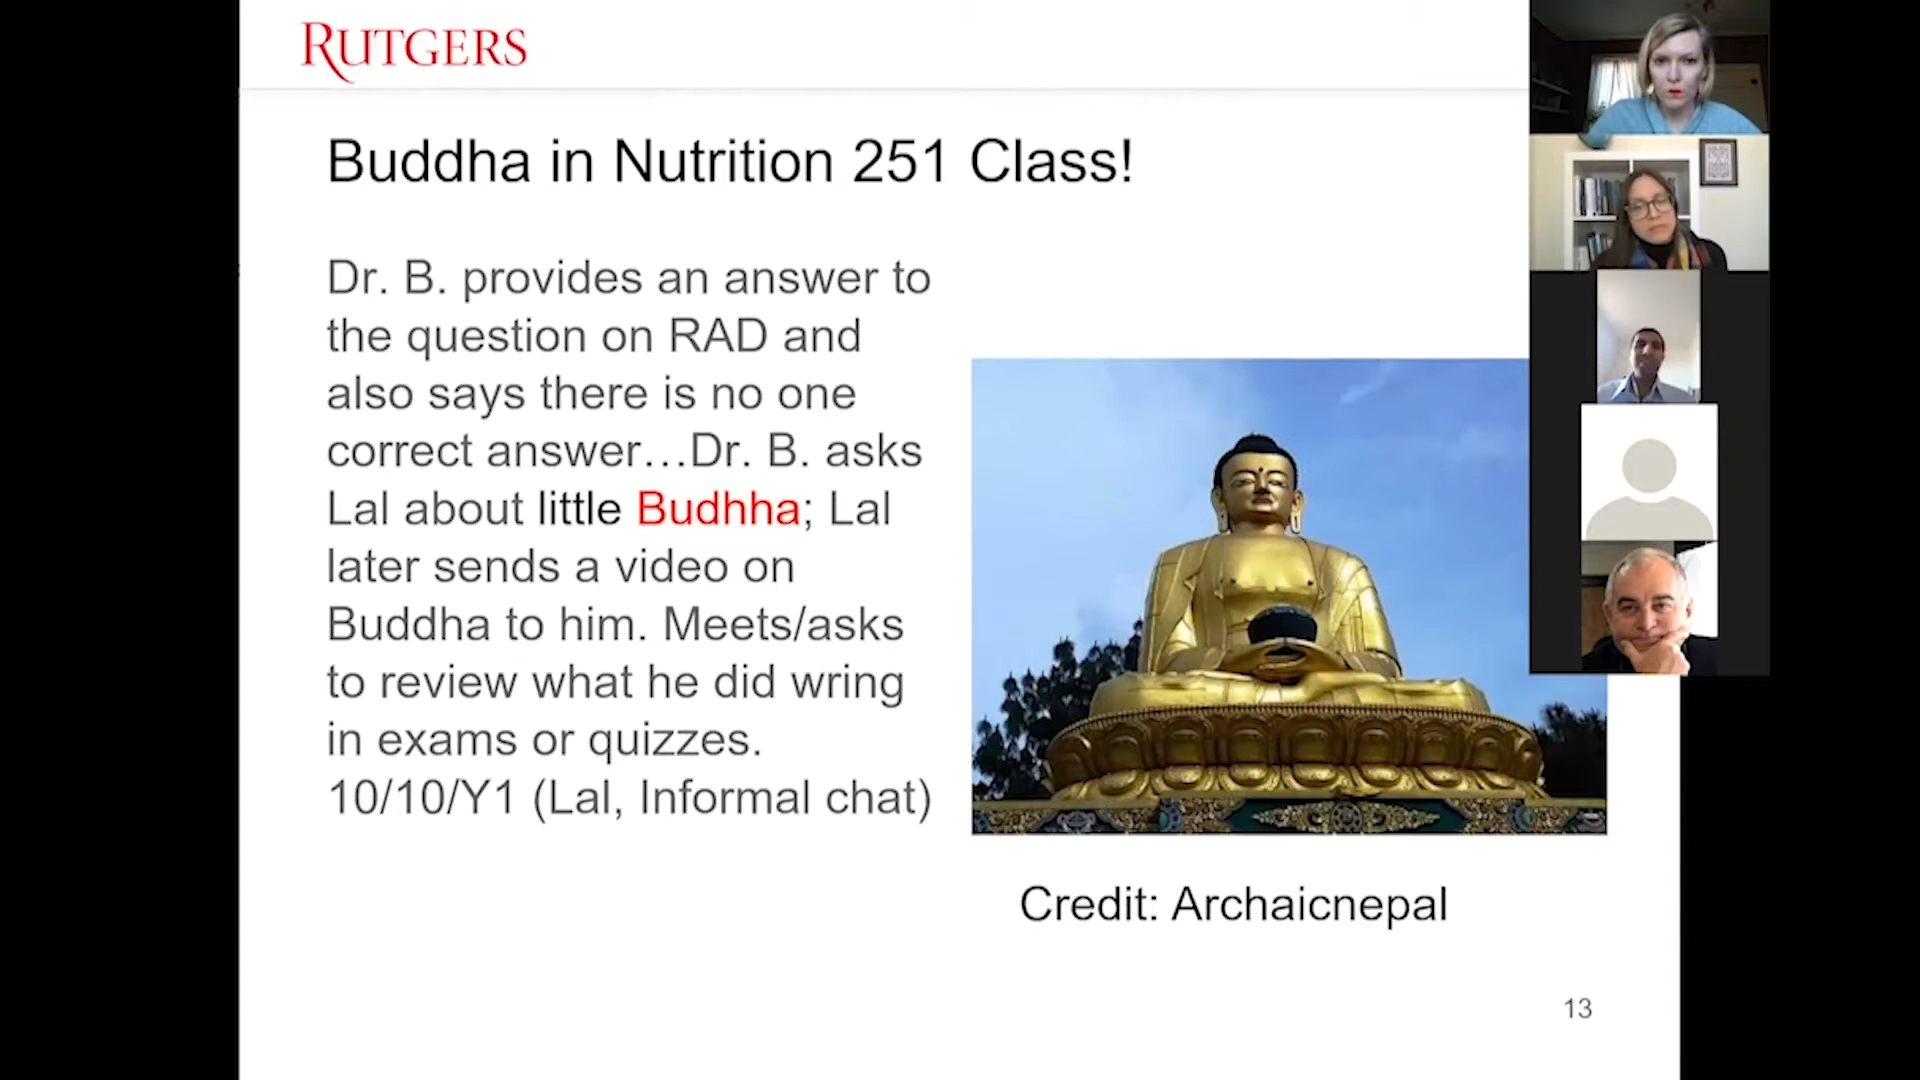 RUTGERS
Buddha in Nutrition 251 Class!
Dr. B. provides an answer to
the question on RAD and
also says there is no one
correct answer…Dr. B. asks
Lal about little Budhha; Lal
later sends a video on
Buddha to him. Meets/asks
to review what he did wring
in exams or quizzes.
10/10/Y1 (Lal, Informal chat)
Credit: Archaicnepal
13